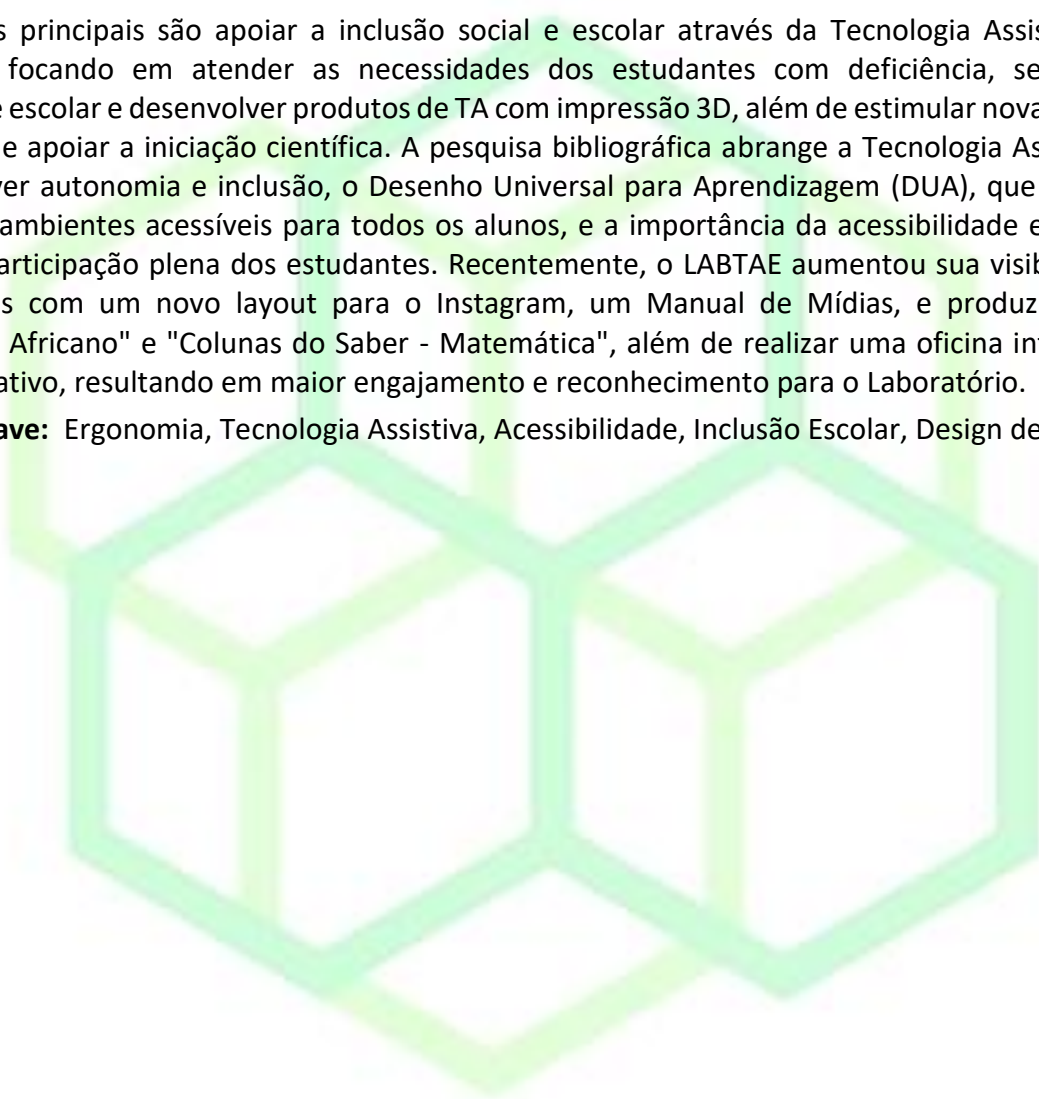 s principais são apoiar a inclusão social e escolar através da Tecnologia Assis
focando em atender as necessidades dos estudantes com deficiência, se
e escolar e desenvolver produtos de TA com impressão 3D, além de estimular nova
e apoiar a iniciação científica. A pesquisa bibliográfica abrange a Tecnologia As
ver autonomia e inclusão, o Desenho Universal para Aprendizagem (DUA), que
ambientes acessíveis para todos os alunos, e a importância da acessibilidade e
articipação plena dos estudantes. Recentemente, o LABTAE aumentou sua visib
s com um novo layout para o Instagram, um Manual de Mídias, e produz
Africano" e "Colunas do Saber - Matemática", além de realizar uma oficina in
ativo, resultando em maior engajamento e reconhecimento para o Laboratório.
ave: Ergonomia, Tecnologia Assistiva, Acessibilidade, Inclusão Escolar, Design de